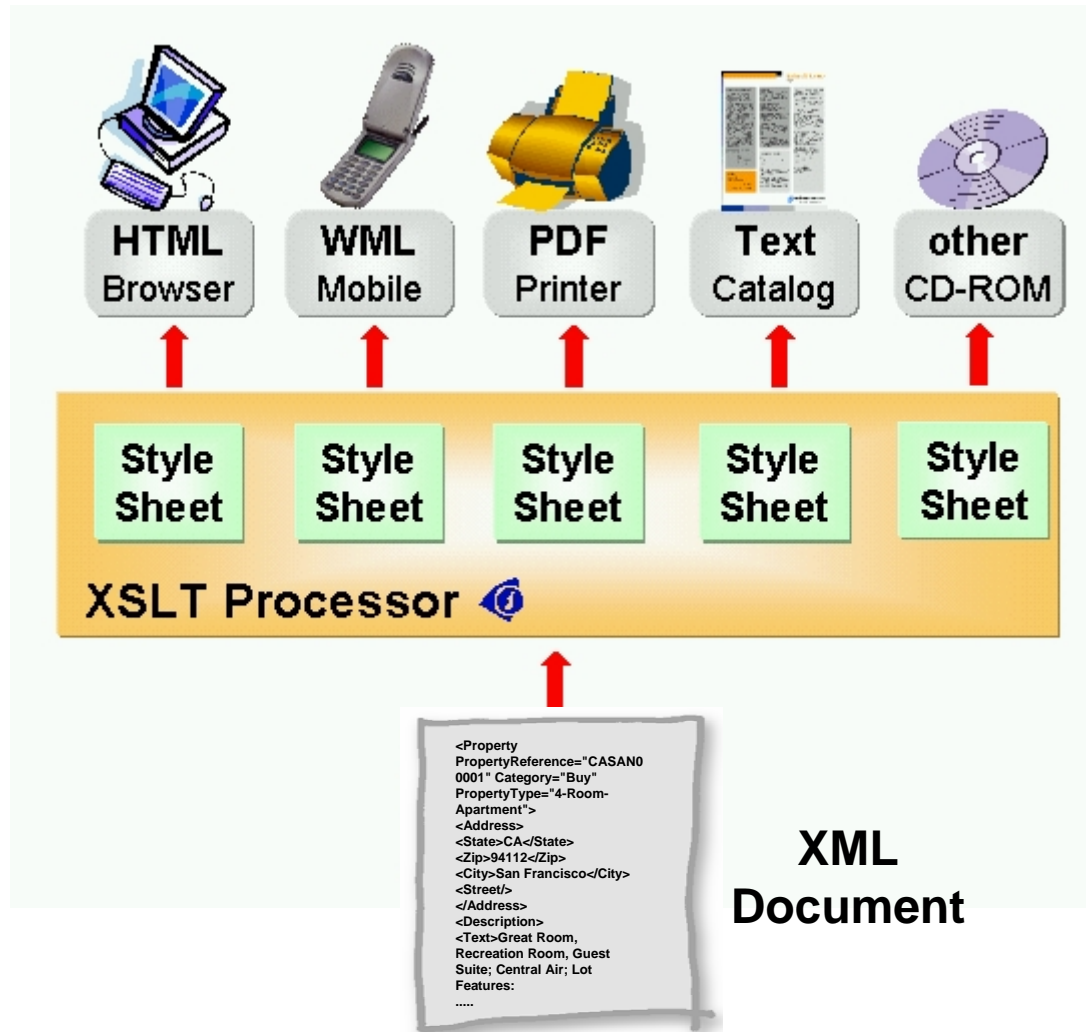 HTML
Browser
WML
Mobile
PDF
Printer
Text
Catalog
other
CD-ROM
Style
Sheet
Style
Sheet
Style
Sheet
Style
Sheet
Style
Sheet
XSLT Processor
<Property
PropertyReference="CASAN0
0001" Category="Buy"
PropertyType="4-Room-
Apartment">
<Address>
<State>CA</State>
<Zip>94112</Zip>
<City>San Francisco</City>
<Street/>
</Address>
<Description>
<Text>Great Room,
Recreation Room, Guest
Suite; Central Air; Lot
Features:
.....
XML
Document